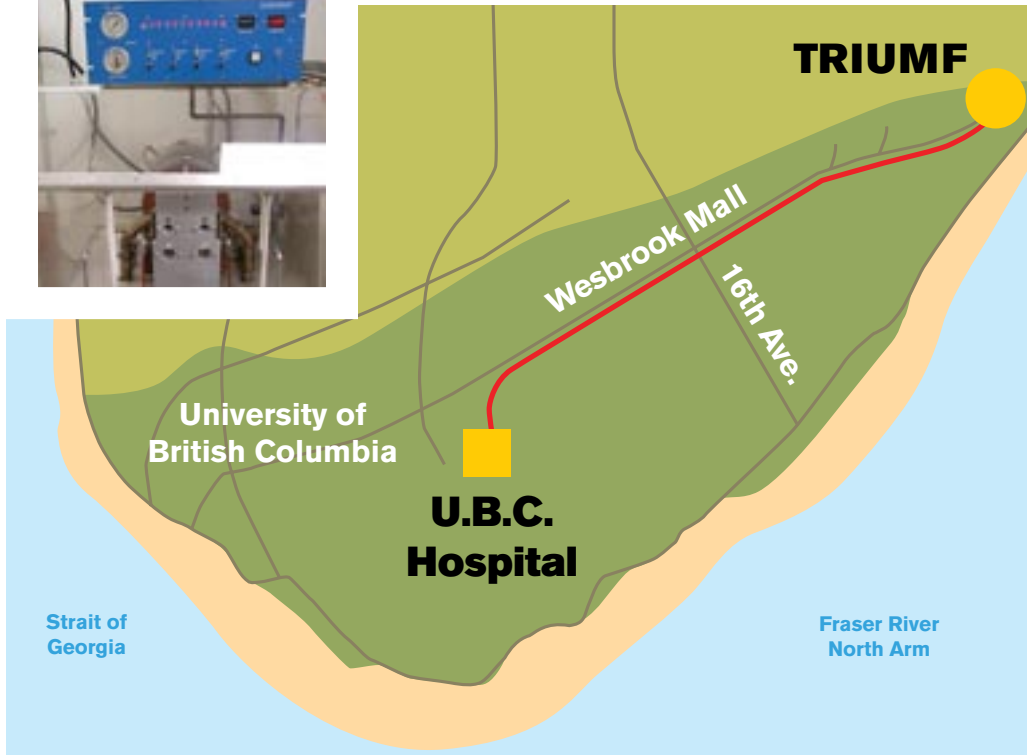 TRIUMF
Wesbrook Mall
16th Ave.
University of
British Columbia
U.B.C.
Hospital
Strait of
Georgia
Fraser River
North Arm